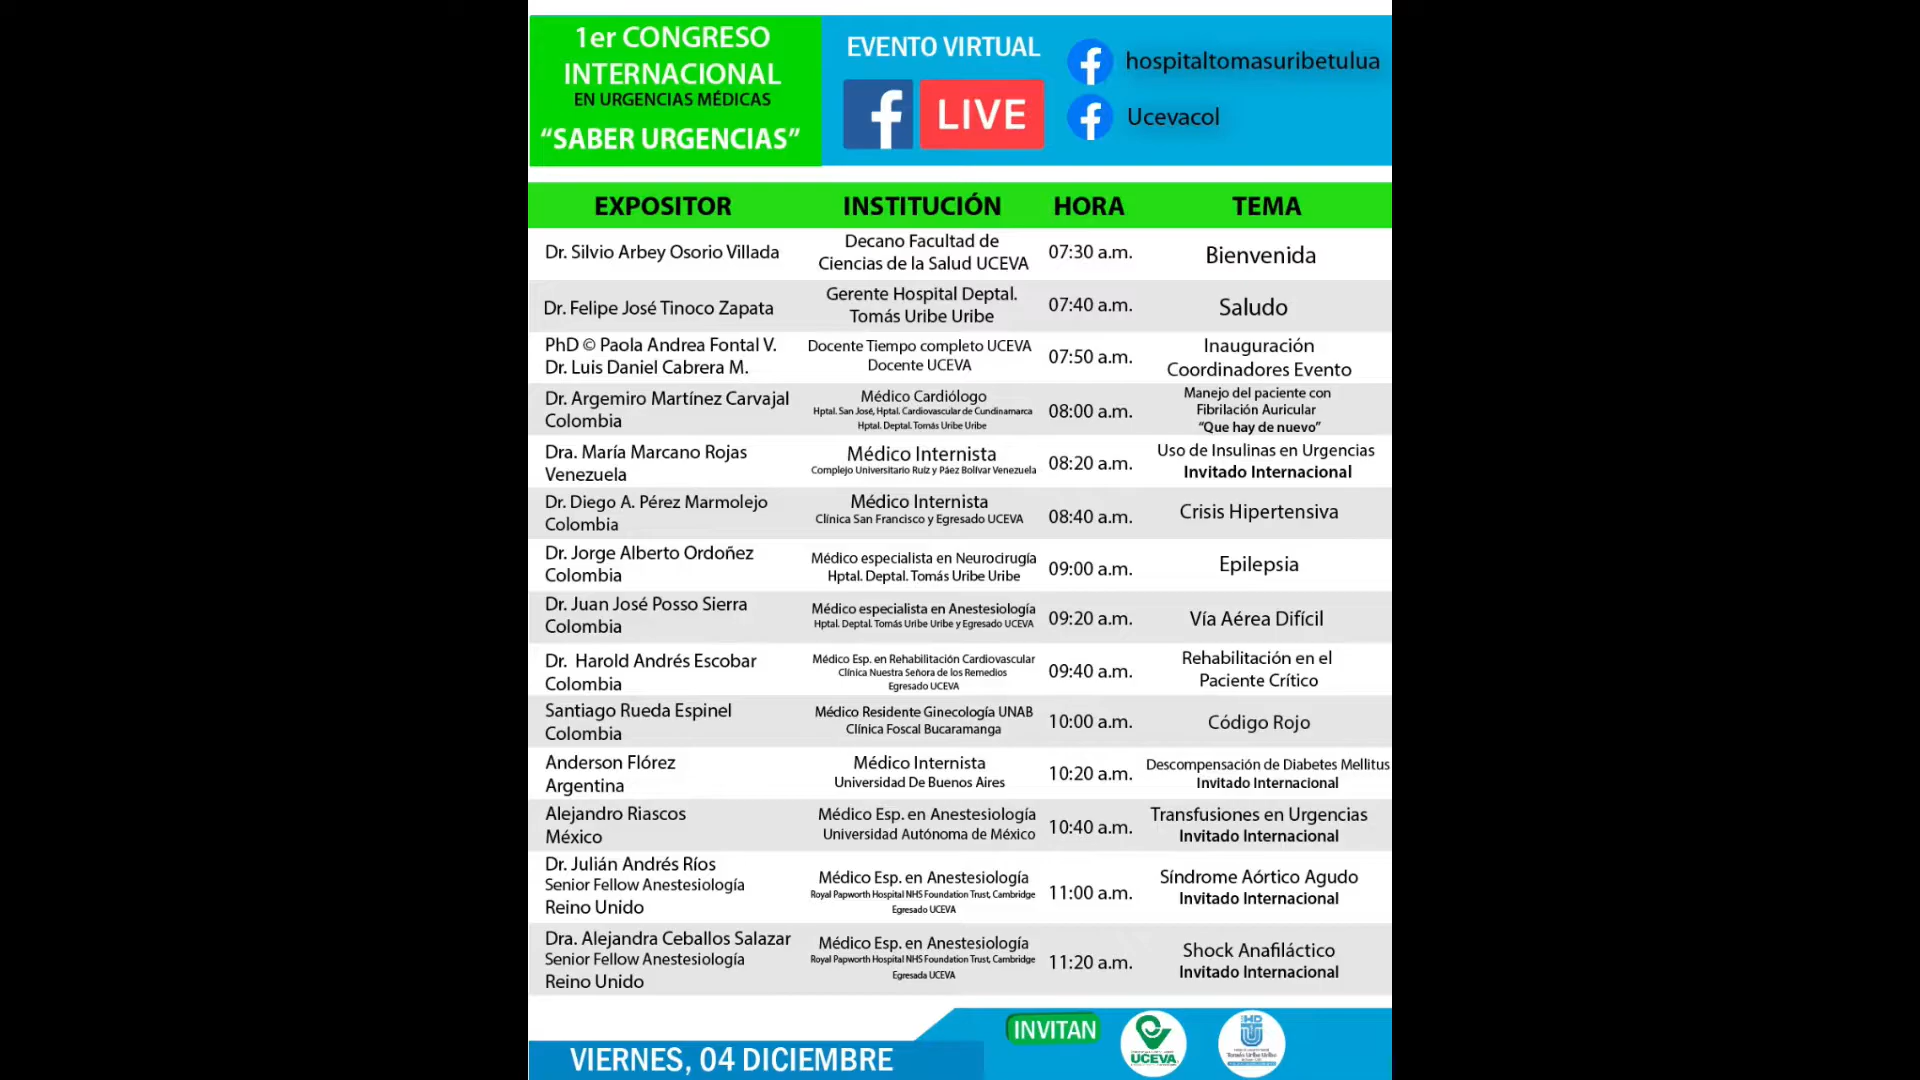 1er CONGRESO
INTERNACIONAL
EN URGENCIAS MÉDICAS
“SABER URGENCIAS”
EVENTO VIRTUAL
f LIVE
hospitaltomasuribetulua
Ucevacol
EXPOSITOR INSTITUCIÓN HORA TEMA
Dr. Silvio Arbey Osorio Villada
Decano Facultad de
Ciencias de la Salud UCEVA
07:30 a.m.
Bienvenida
Dr. Felipe José Tinoco Zapata
Gerente Hospital Deptal.
Tomás Uribe Uribe
07:40 a.m.
Saludo
PhD © Paola Andrea Fontal V.
Dr. Luis Daniel Cabrera M.
Docente Tiempo completo UCEVA
Docente UCEVA
07:50 a.m.
Inauguración
Coordinadores Evento
Dr. Argemiro Martínez Carvajal
Colombia
Médico Cardiólogo
Hptal. San José, Hptal. Cardiovascular de Cundinamarca
Hptal. Deptal. Tomás Uribe Uribe
08:00 a.m.
Manejo del paciente con
Fibrilación Auricular
“Que hay de nuevo”
Dra. María Marcano Rojas
Venezuela
Médico Internista
Complejo Universitario Ruíz y Páez Bolívar Venezuela
08:20 a.m.
Uso de Insulinas en Urgencias
Invitado Internacional
Dr. Diego A. Pérez Marmolejo
Colombia
Médico Internista
Clínica San Francisco y Egresado UCEVA
08:40 a.m.
Crisis Hipertensiva
Dr. Jorge Alberto Ordoñez
Colombia
Médico especialista en Neurocirugía
Hptal. Deptal. Tomás Uribe Uribe
09:00 a.m.
Epilepsia
Dr. Juan José Posso Sierra
Colombia
Médico especialista en Anestesiología
Hptal. Deptal. Tomás Uribe Uribe y Egresado UCEVA
09:20 a.m.
Vía Aérea Difícil
Dr. Harold Andrés Escobar
Colombia
Médico Esp. en Rehabilitación Cardiovascular
Clínica Nuestra Señora de los Remedios
Egresado UCEVA
09:40 a.m.
Rehabilitación en el
Paciente Crítico
Santiago Rueda Espinel
Colombia
Médico Residente Ginecología UNAB
Clínica Foscal Bucaramanga
10:00 a.m.
Código Rojo
Anderson Flórez
Argentina
Médico Internista
Universidad De Buenos Aires
10:20 a.m.
Descompensación de Diabetes Mellitus
Invitado Internacional
Alejandro Riascos
México
Médico Esp. en Anestesiología
Universidad Autónoma de México
10:40 a.m.
Transfusiones en Urgencias
Invitado Internacional
Dr. Julián Andrés Ríos
Senior Fellow Anestesiología
Reino Unido
Médico Esp. en Anestesiología
Royal Papworth Hospital NHS Foundation Trust, Cambridge
Egresado UCEVA
11:00 a.m.
Síndrome Aórtico Agudo
Invitado Internacional
Dra. Alejandra Ceballos Salazar
Senior Fellow Anestesiología
Reino Unido
Médico Esp. en Anestesiología
Royal Papworth Hospital NHS Foundation Trust, Cambridge
Egresada UCEVA
11:20 a.m.
Shock Anafiláctico
Invitado Internacional
VIERNES, 04 DICIEMBRE
INVITAN
UCEVA
HD
Tomás Uribe Uribe